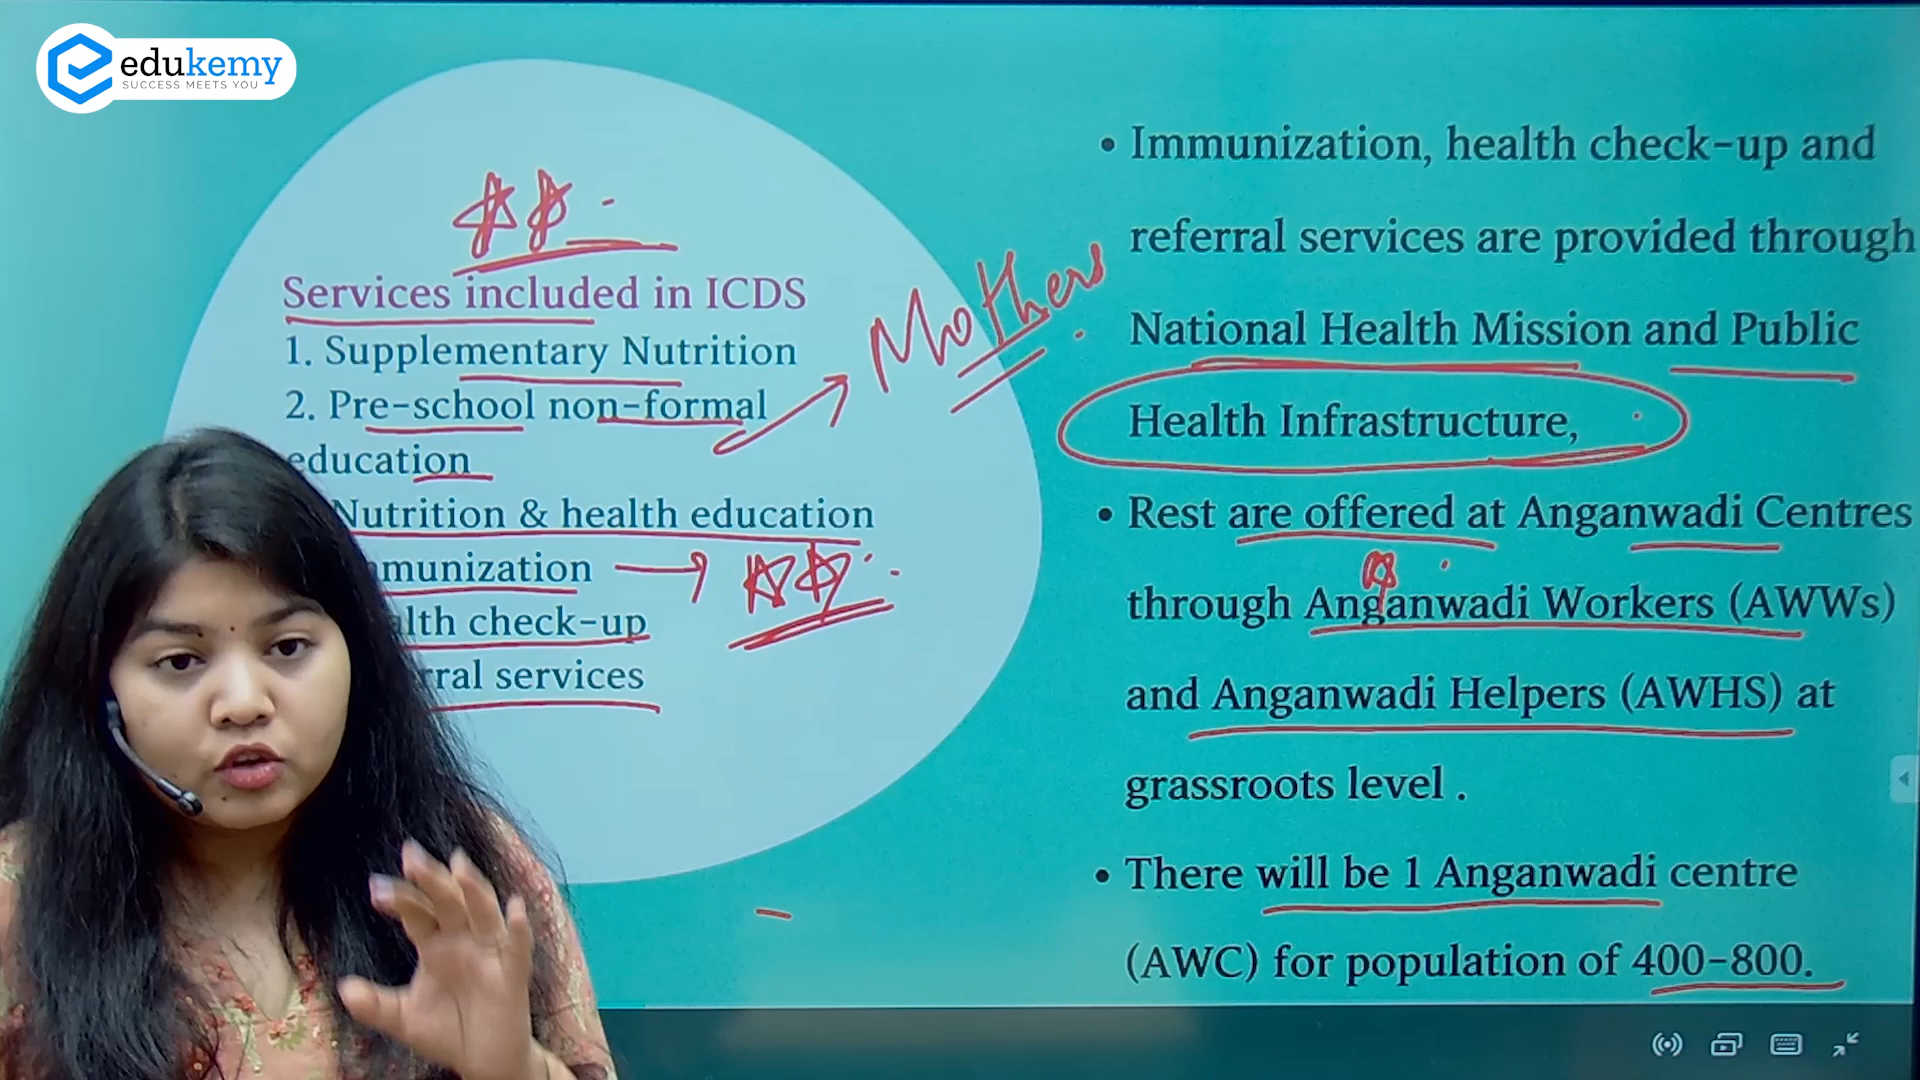 edukemy
SUCCESS MEETS YOU
Services included in ICDS
1. Supplementary Nutrition
2. Pre-school non-formal
education
Nutrition & health education
munization
lth check-up
rral services
Mothers
• Immunization, health check-up and
referral services are provided through
National Health Mission and Public
Health Infrastructure,
• Rest are offered at Anganwadi Centres
through Anganwadi Workers (AWWs)
and Anganwadi Helpers (AWHS) at
grassroots level .
• There will be 1 Anganwadi centre
(AWC) for population of 400-800.